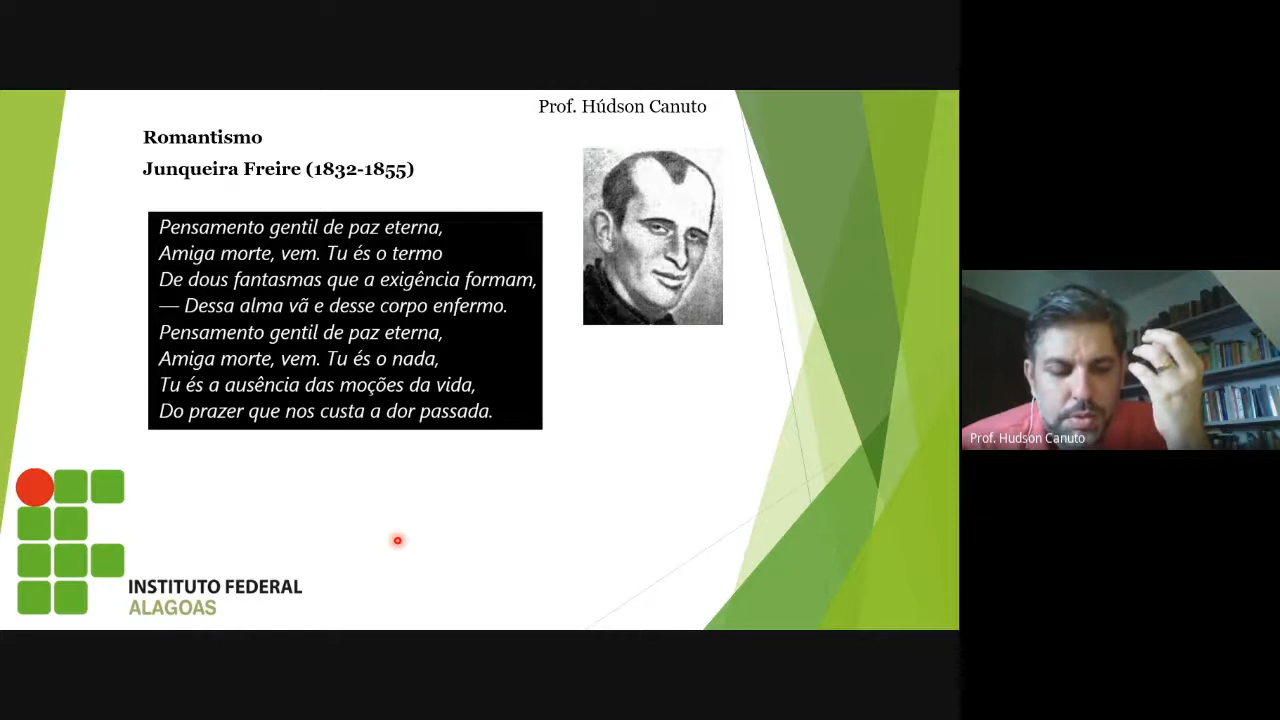 Prof. Húdson Canuto
Romantismo
Junqueira Freire (1832-1855)
Pensamento gentil de paz eterna,
Amiga morte, vem. Tu és o termo
De dous fantasmas que a exigência formam,
— Dessa alma vã e desse corpo enfermo.
Pensamento gentil de paz eterna,
Amiga morte, vem. Tu és o nada,
Tu és a ausência das moções da vida,
Do prazer que nos custa a dor passada.
INSTITUTO FEDERAL
ALAGOAS
Prof. Hudson Canuto